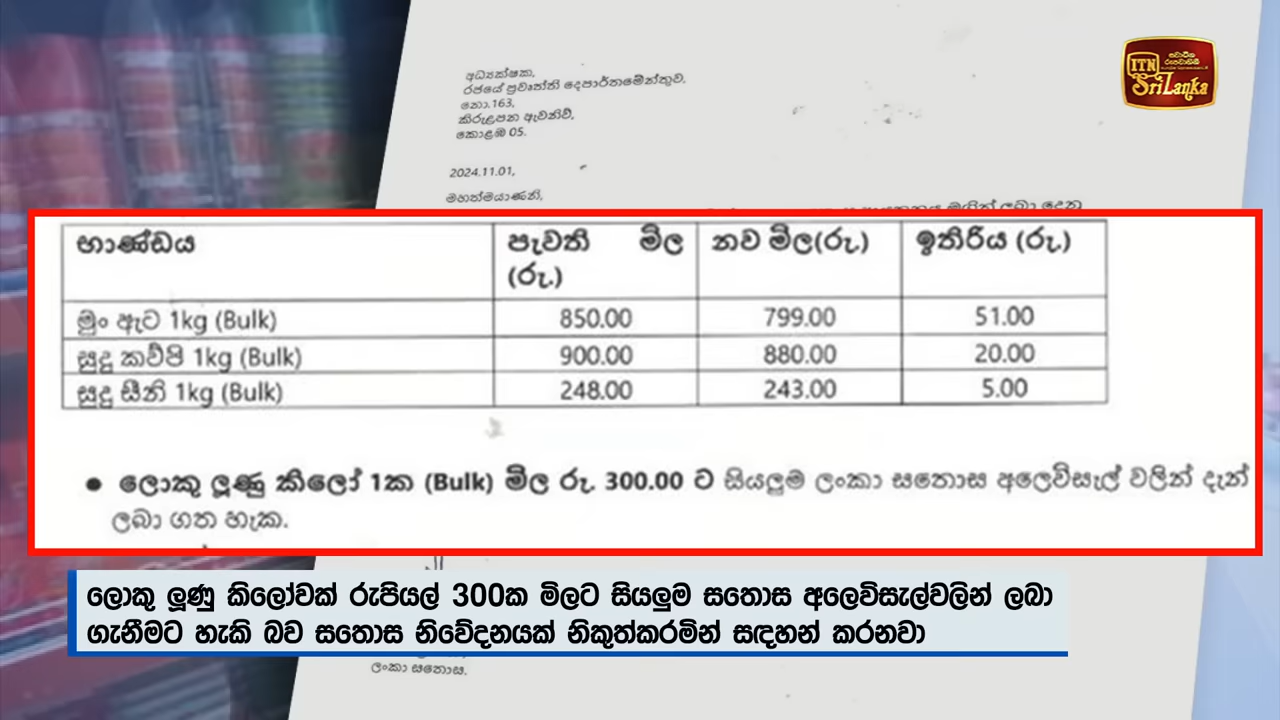 ITN
Sri Lanka
අධ්‍යක්ෂක,
රජයේ ප්‍රවෘත්ති දෙපාර්තමේන්තුව,
නො.163,
කිරුළපන ඇවනිව්,
කොළඹ 05.
2024.11.01,
මහත්මයාණනි,
භාණ්ඩය පැවති මිල (රු.) නව මිල(රු.) ඉතිරිය (රු.)
මුං ඇට 1kg (Bulk) 850.00 799.00 51.00
සුදු කව්පි 1kg (Bulk) 900.00 880.00 20.00
සුදු සීනි 1kg (Bulk) 248.00 243.00 5.00
● ලොකු ලූණු කිලෝ 1ක (Bulk) මිල රු. 300.00 ට සියලුම ලංකා සතොස අලෙවිසැල් වලින් දැන්
ලබා ගත හැක.
ලොකු ලූණු කිලෝවක් රුපියල් 300ක මිලට සියලුම සතොස අලෙවිසැල්වලින් ලබා
ගැනීමට හැකි බව සතොස නිවේදනයක් නිකුත්කරමින් සඳහන් කරනවා
ලංකා සතොස.